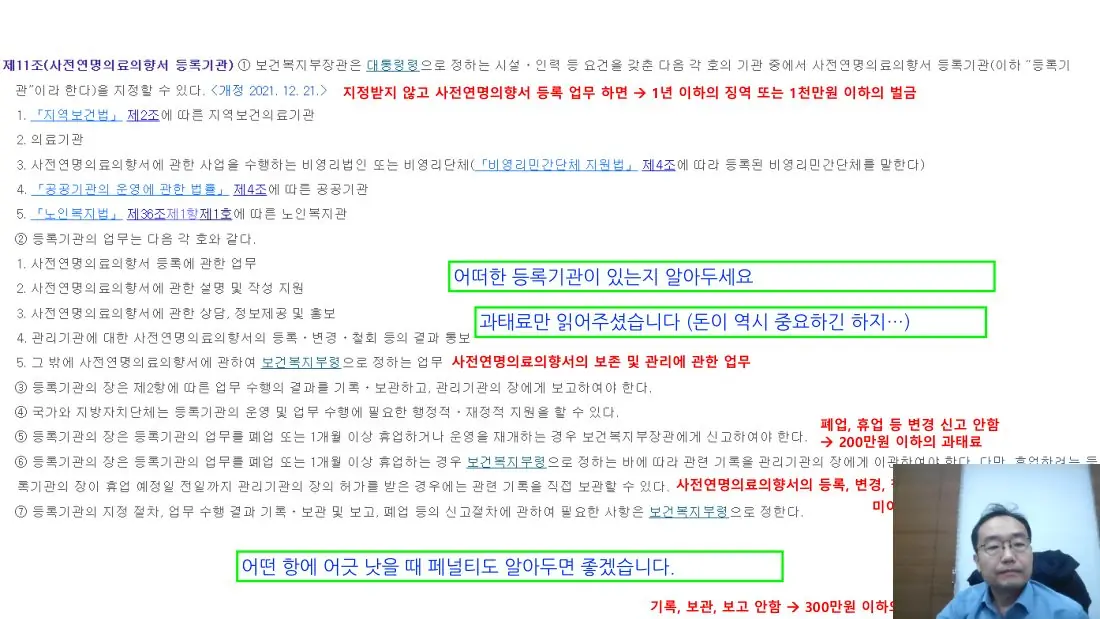 제11조(사전연명의료의향서 등록기관) ① 보건복지부장관은 대통령령으로 정하는 시설ㆍ인력 등 요건을 갖춘 다음 각 호의 기관 중에서 사전연명의료의향서 등록기관(이하 "등록기
관"이라 한다)을 지정할 수 있다. <개정 2021. 12. 21.> 지정받지 않고 사전연명의향서 등록 업무 하면 → 1년 이하의 징역 또는 1천만원 이하의 벌금
1. 「지역보건법」 제2조에 따른 지역보건의료기관
2. 의료기관
3. 사전연명의료의향서에 관한 사업을 수행하는 비영리법인 또는 비영리단체(「비영리민간단체 지원법」 제4조에 따라 등록된 비영리민간단체를 말한다)
4. 「공공기관의 운영에 관한 법률」 제4조에 따른 공공기관
5. 「노인복지법」 제36조제1항제1호에 따른 노인복지관
② 등록기관의 업무는 다음 각 호와 같다.
1. 사전연명의료의향서 등록에 관한 업무
어떠한 등록기관이 있는지 알아두세요
2. 사전연명의료의향서에 관한 설명 및 작성 지원
3. 사전연명의료의향서에 관한 상담, 정보제공 및 홍보
과태료만 읽어주셨습니다 (돈이 역시 중요하긴 하지…)
4. 관리기관에 대한 사전연명의료의향서의 등록ㆍ변경ㆍ철회 등의 결과 통보
5. 그 밖에 사전연명의료의향서에 관하여 보건복지부령으로 정하는 업무 사전연명의료의향서의 보존 및 관리에 관한 업무
③ 등록기관의 장은 제2항에 따른 업무 수행의 결과를 기록ㆍ보관하고, 관리기관의 장에게 보고하여야 한다.
④ 국가와 지방자치단체는 등록기관의 운영 및 업무 수행에 필요한 행정적ㆍ재정적 지원을 할 수 있다.
폐업, 휴업 등 변경 신고 안함
⑤ 등록기관의 장은 등록기관의 업무를 폐업 또는 1개월 이상 휴업하거나 운영을 재개하는 경우 보건복지부장관에게 신고하여야 한다.
→ 200만원 이하의 과태료
⑥ 등록기관의 장은 등록기관의 업무를 폐업 또는 1개월 이상 휴업하는 경우 보건복지부령으로 정하는 바에 따라 관련 기록을 관리기관의 장에게 이관하여야 한다. 다만, 휴업하려는 등
록기관의 장이 휴업 예정일 전일까지 관리기관의 장의 허가를 받은 경우에는 관련 기록을 직접 보관할 수 있다. 사전연명의료의향서의 등록, 변경,
⑦ 등록기관의 지정 절차, 업무 수행 결과 기록ㆍ보관 및 보고, 폐업 등의 신고절차에 관하여 필요한 사항은 보건복지부령으로 정한다.
어떤 항에 어긋 낫을 때 페널티도 알아두면 좋겠습니다.
기록, 보관, 보고 안함 → 300만원 이하